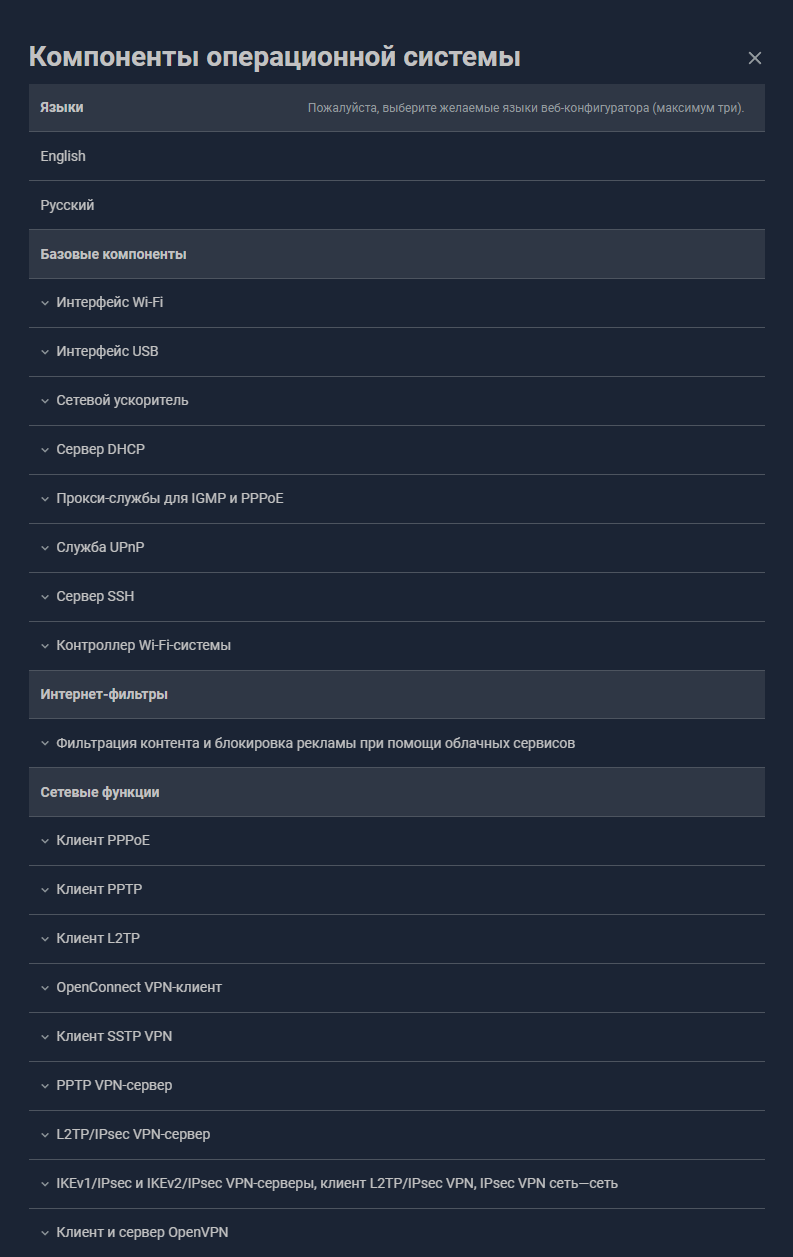 Компоненты операционной системы
Языки Пожалуйста, выберите желаемые языки веб-конфигуратора (максимум три).
English
Русский
Базовые компоненты
Интерфейс Wi-Fi
Интерфейс USB
Сетевой ускоритель
Сервер DHCP
Прокси-службы для IGMP и PPPoE
Служба UPnP
Сервер SSH
Контроллер Wi-Fi-системы
Интернет-фильтры
Фильтрация контента и блокировка рекламы при помощи облачных сервисов
Сетевые функции
Клиент PPPoE
Клиент PPTP
Клиент L2TP
OpenConnect VPN-клиент
Клиент SSTP VPN
PPTP VPN-сервер
L2TP/IPsec VPN-сервер
IKEv1/IPsec и IKEv2/IPsec VPN-серверы, клиент L2TP/IPsec VPN, IPsec VPN сеть—сеть
Клиент и сервер OpenVPN